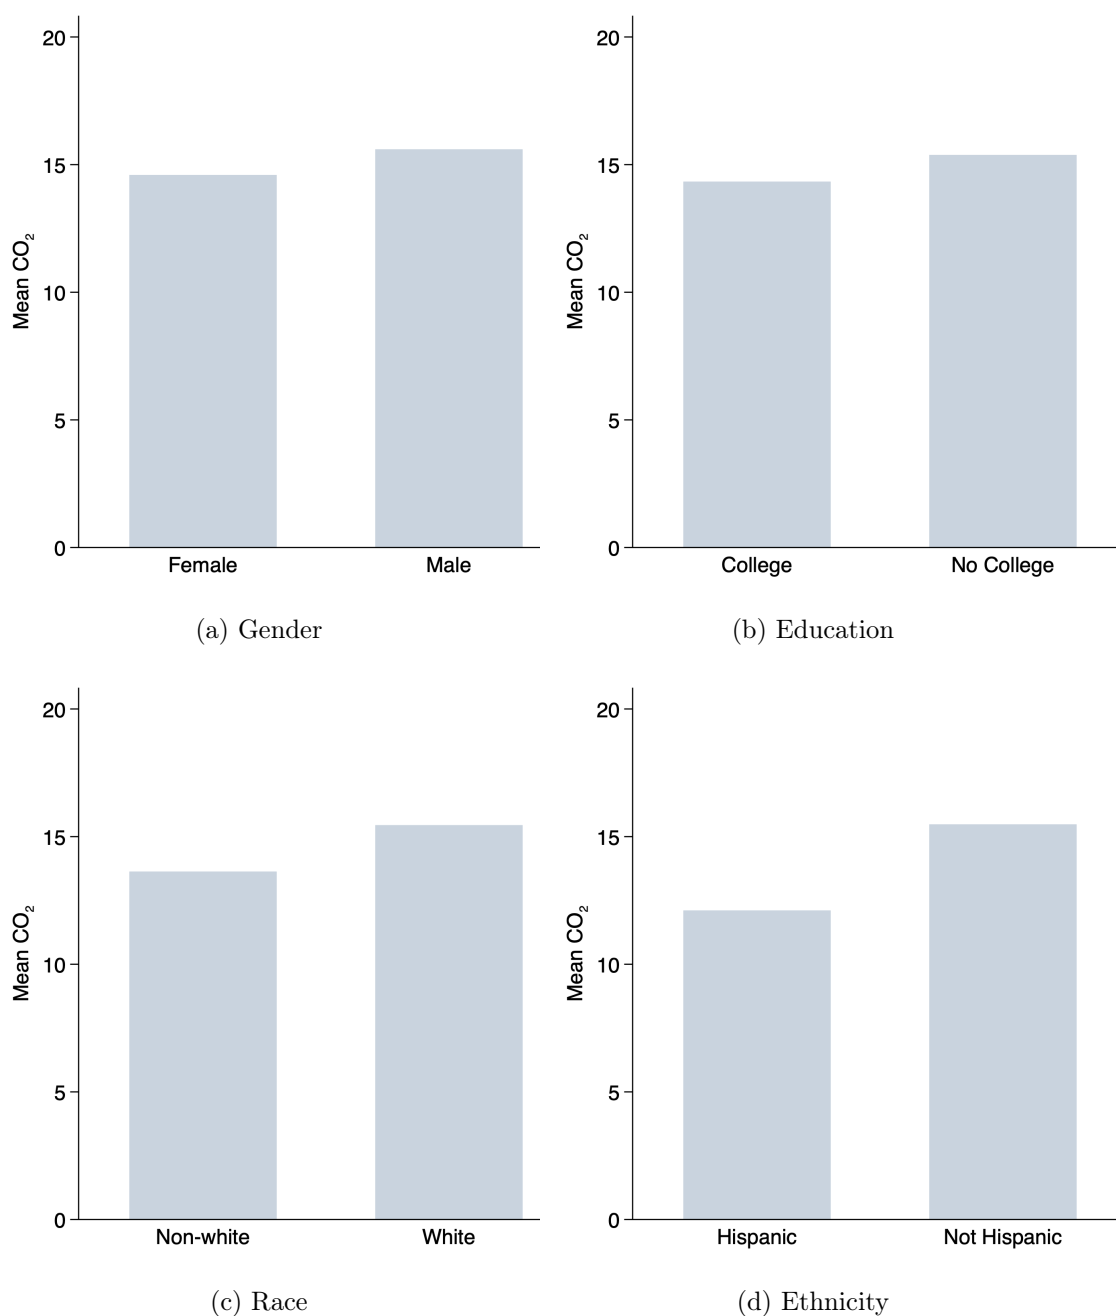 20
15
10
5
0
Mean CO₂
Female Male
(a) Gender
20
15
10
5
0
Mean CO₂
College No College
(b) Education
20
15
10
5
0
Mean CO₂
Non-white White
(c) Race
20
15
10
5
0
Mean CO₂
Hispanic Not Hispanic
(d) Ethnicity